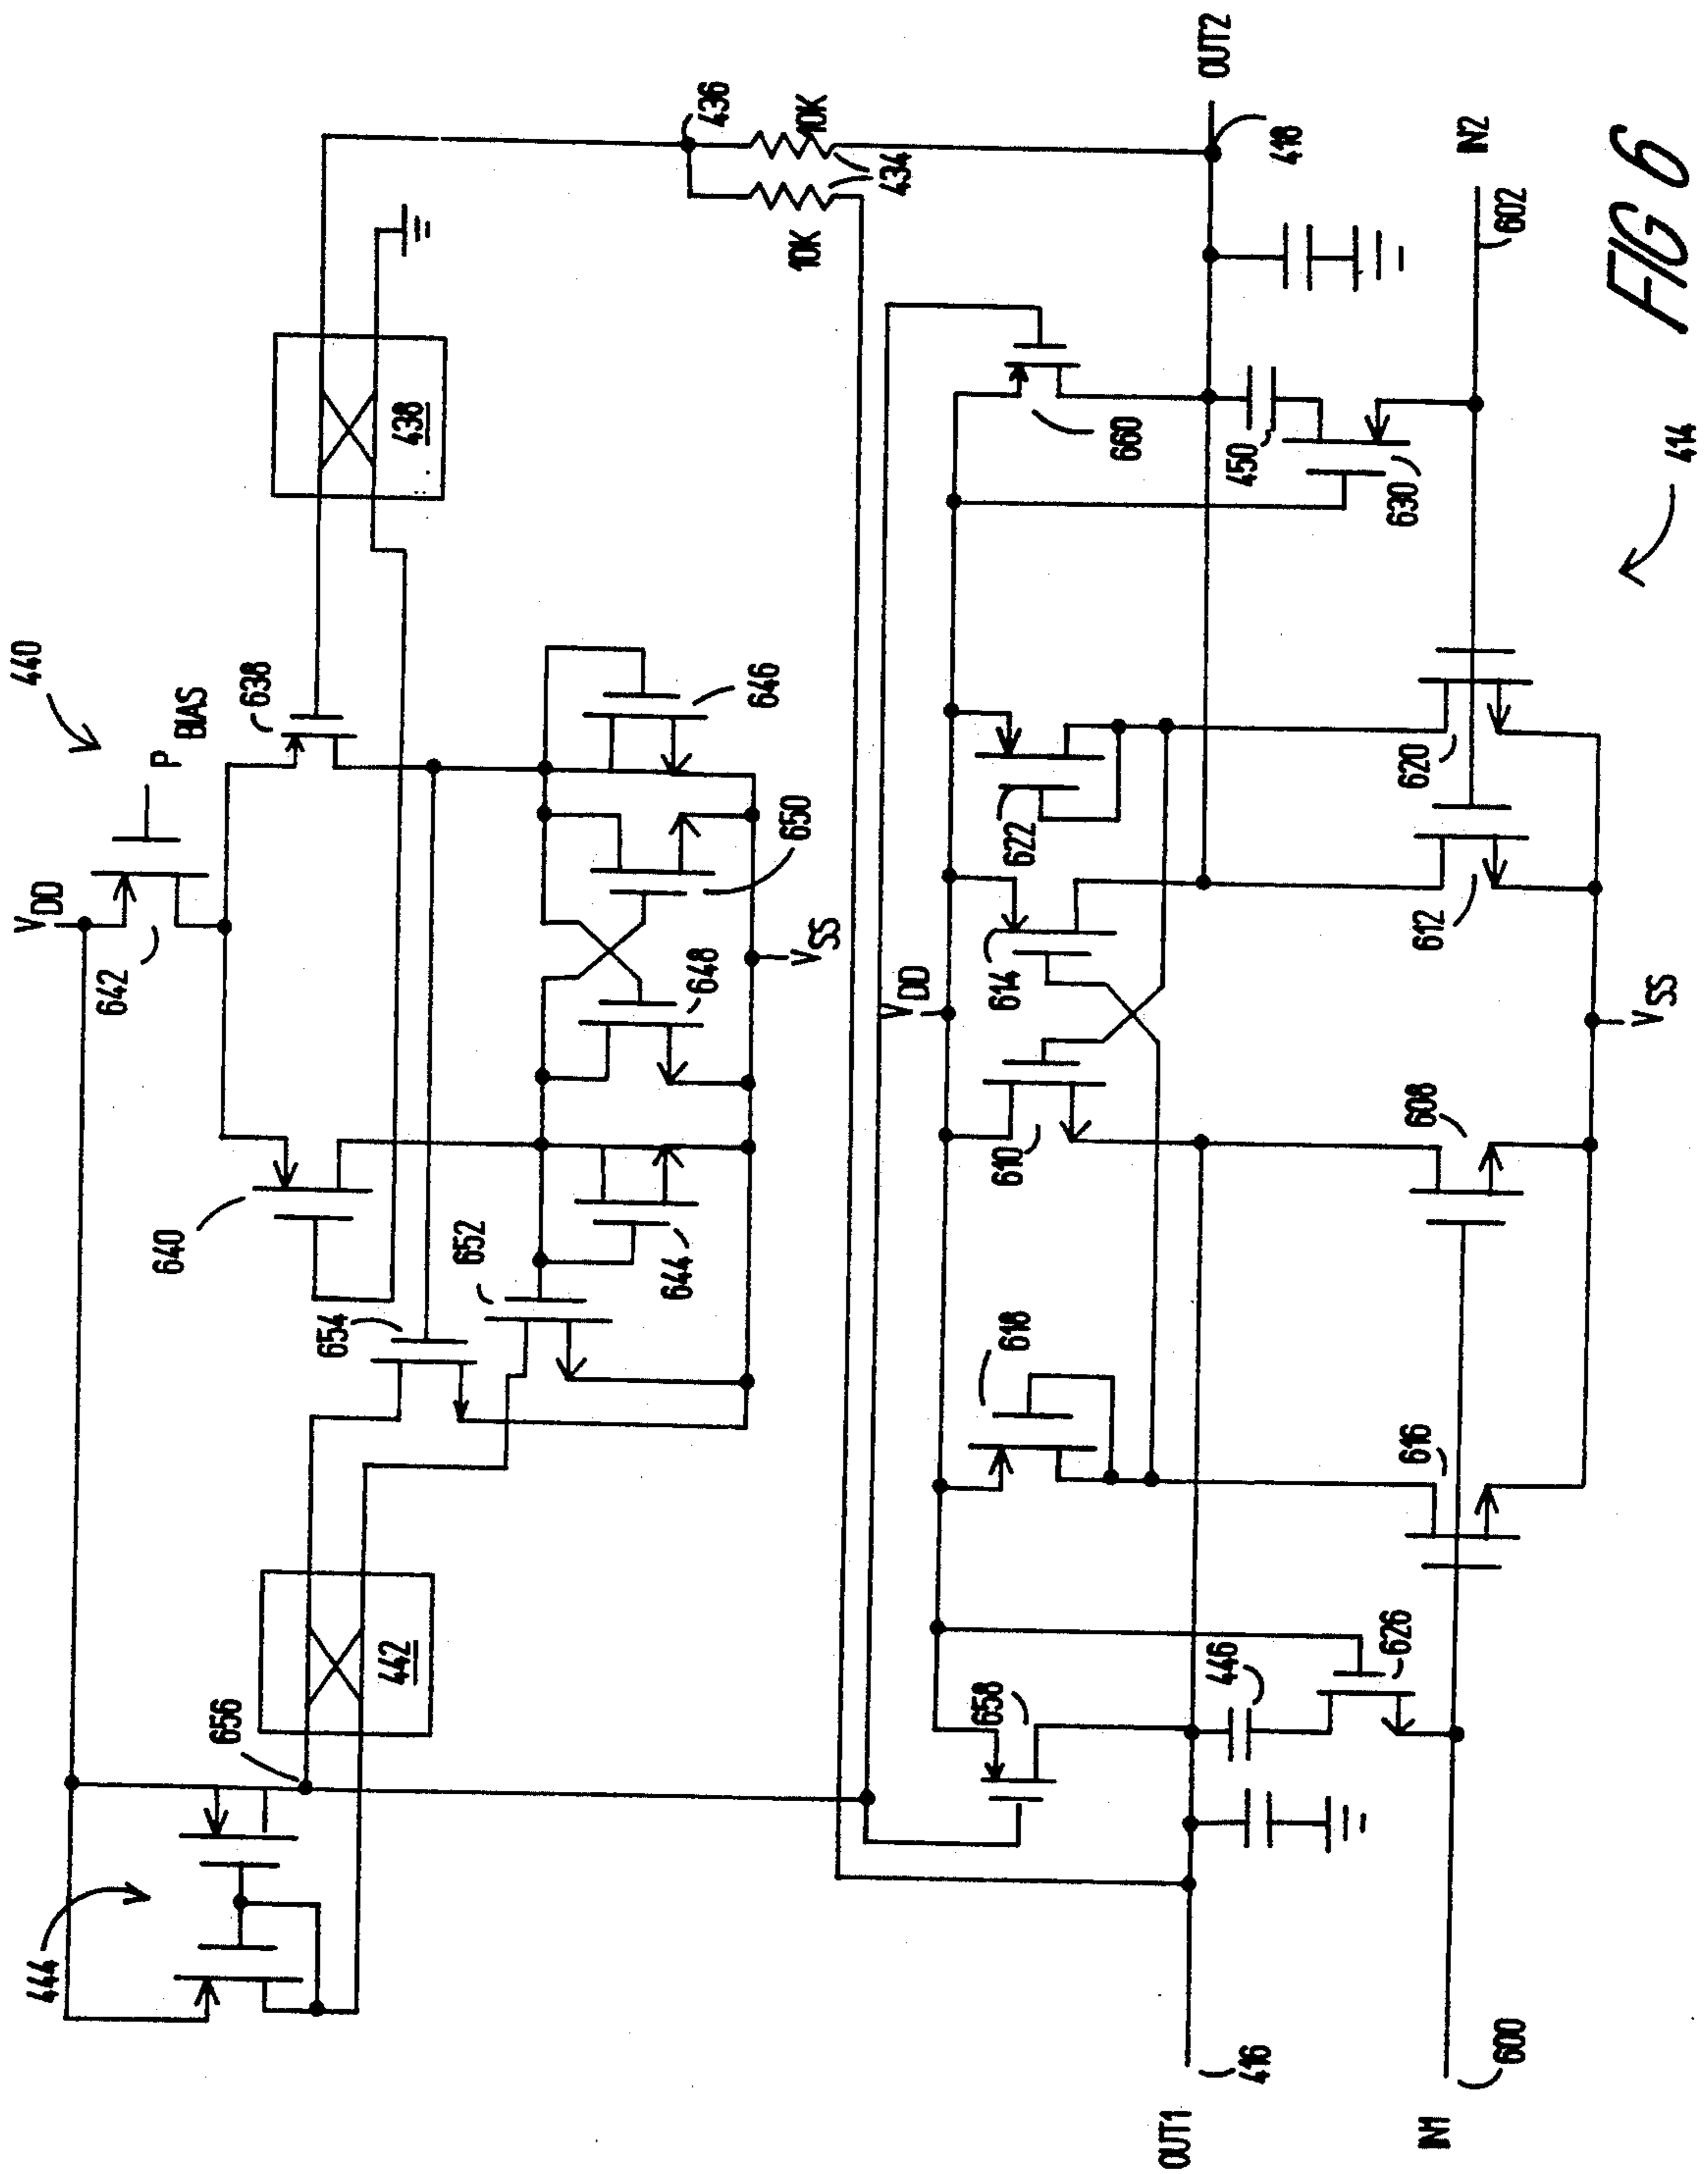 440
V DD
P BIAS
642
638
640
654
652
644
648
650
646
V SS
438
436
10K
10K
434
444
656
442
V DD
658
618
610
614
622
660
OUT2
418
OUT1
416
446
626
616
608
612
620
450
630
V SS
IN1
600
IN2
602
414
FIG 6